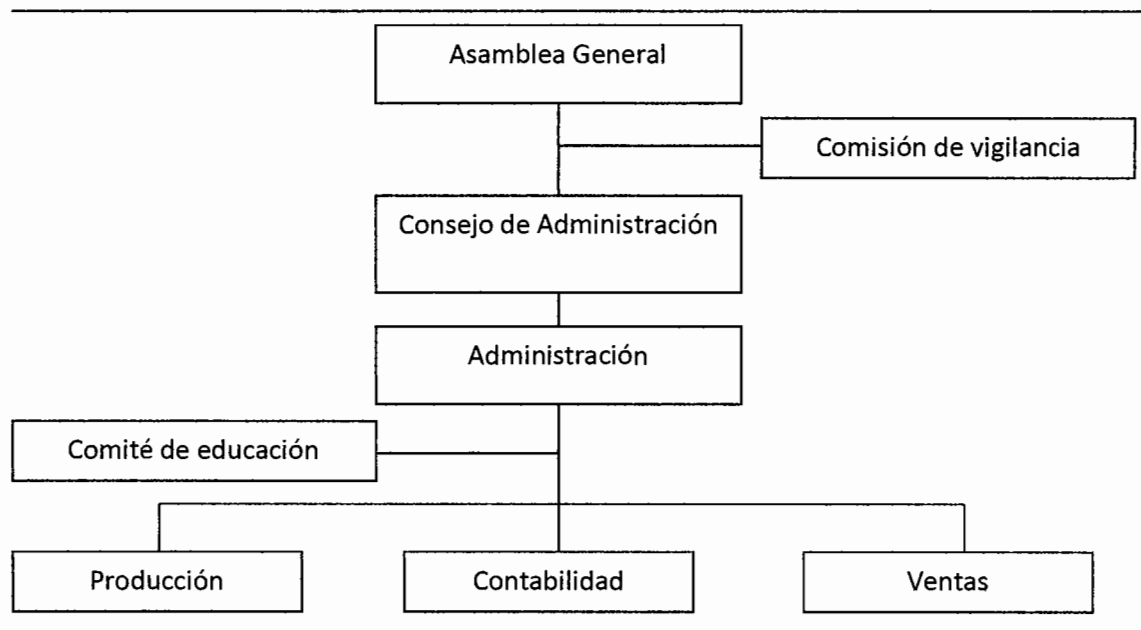 Asamblea General
Comisión de vigilancia
Consejo de Administración
Administración
Comité de educación
Producción
Contabilidad
Ventas